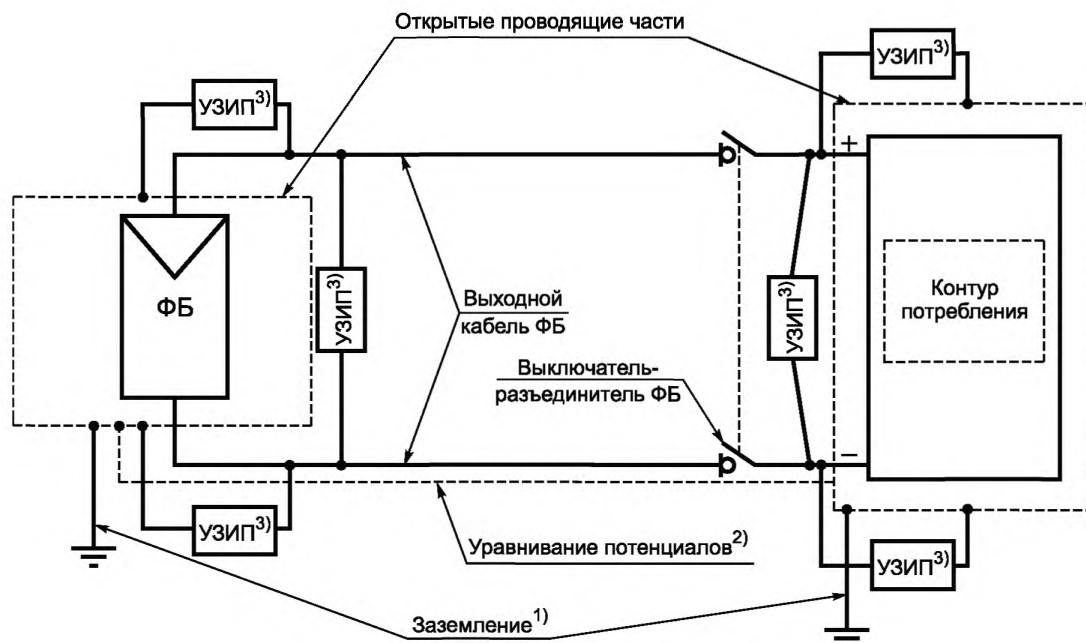 Открытые проводящие части
УЗИП3)
УЗИП3)
+
ФБ
УЗИП3)
Выходной
кабель ФБ
УЗИП3)
Контур
потребления
Выключатель-
разъединитель ФБ
−
УЗИП3)
Уравнивание потенциалов2)
УЗИП3)
Заземление1)